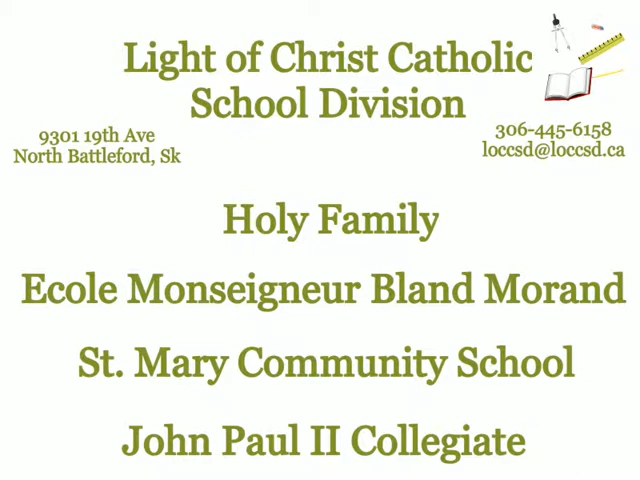 Light of Christ Catholic
School Division
9301 19th Ave
North Battleford, Sk
306-445-6158
loccsd@loccsd.ca
Holy Family
Ecole Monseigneur Bland Morand
St. Mary Community School
John Paul II Collegiate